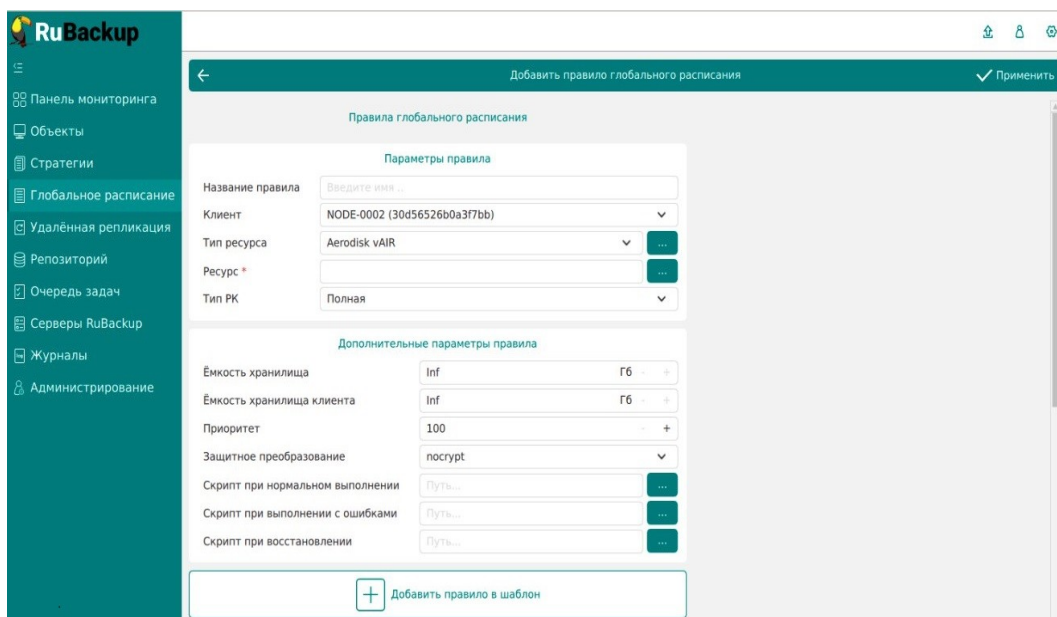 RuBackup
Панель мониторинга
Объекты
Стратегии
Глобальное расписание
Удалённая репликация
Репозиторий
Очередь задач
Серверы RuBackup
Журналы
Администрирование
Добавить правило глобального расписания
Применить
Правила глобального расписания
Параметры правила
Название правила Введите имя ..
Клиент NODE-0002 (30d56526b0a3f7bb)
Тип ресурса Aerodisk vAIR ...
Ресурс * ...
Тип РК Полная
Дополнительные параметры правила
Ёмкость хранилища Inf Гб - +
Ёмкость хранилища клиента Inf Гб - +
Приоритет 100 - +
Защитное преобразование nocrypt
Скрипт при нормальном выполнении Путь... ...
Скрипт при выполнении с ошибками Путь... ...
Скрипт при восстановлении Путь... ...
Добавить правило в шаблон